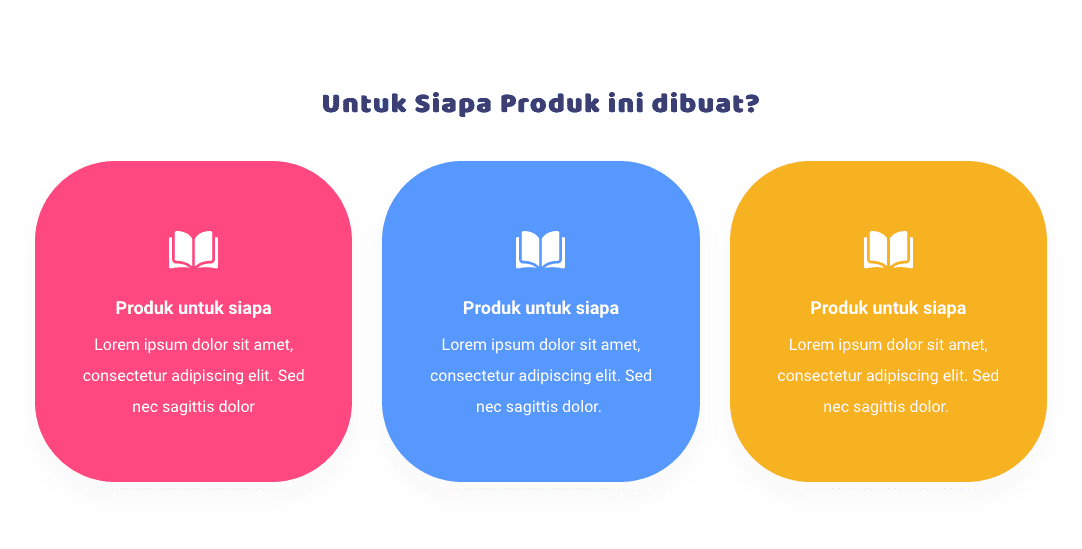 Untuk Siapa Produk ini dibuat?
Produk untuk siapa
Lorem ipsum dolor sit amet,
consectetur adipiscing elit. Sed
nec sagittis dolor
Produk untuk siapa
Lorem ipsum dolor sit amet,
consectetur adipiscing elit. Sed
nec sagittis dolor.
Produk untuk siapa
Lorem ipsum dolor sit amet,
consectetur adipiscing elit. Sed
nec sagittis dolor.